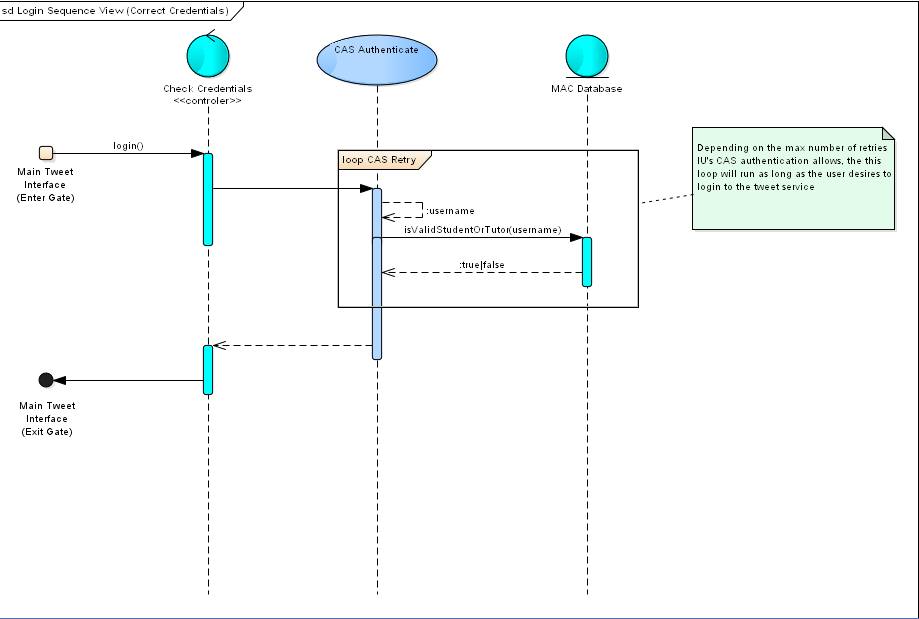 sd Login Sequence View (Correct Credentials)
CAS Authenticate
Check Credentials
<<controler>>
MAC Database
login()
Main Tweet
Interface
(Enter Gate)
loop CAS Retry
Depending on the max number of retries
IU's CAS authentication allows, the this
loop will run as long as the user desires to
login to the tweet service
:username
isValidStudentOrTutor(username)
:true|false
Main Tweet
Interface
(Exit Gate)